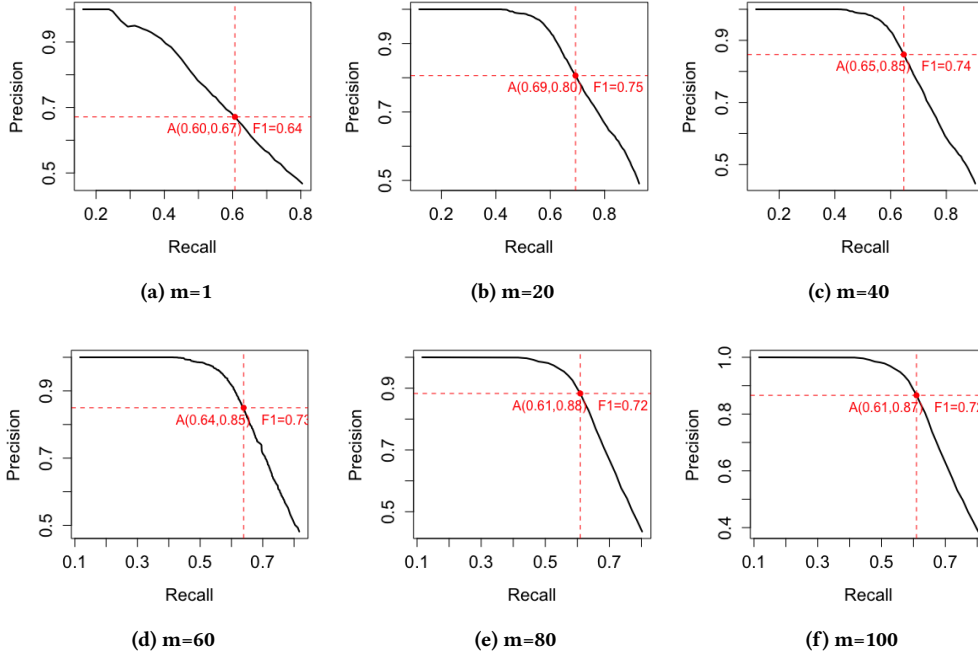 Precision
0.5 0.7 0.9
A(0.60,0.67) F1=0.64
0.2 0.4 0.6 0.8
Recall
(a) m=1
Precision
0.5 0.7 0.9
A(0.69,0.80) F1=0.75
0.2 0.4 0.6 0.8
Recall
(b) m=20
Precision
0.5 0.7 0.9
A(0.65,0.85) F1=0.74
0.2 0.4 0.6 0.8
Recall
(c) m=40
Precision
0.5 0.7 0.9
A(0.64,0.85) F1=0.73
0.1 0.3 0.5 0.7
Recall
(d) m=60
Precision
0.5 0.7 0.9
A(0.61,0.88) F1=0.72
0.1 0.3 0.5 0.7
Recall
(e) m=80
Precision
0.4 0.6 0.8 1.0
A(0.61,0.87) F1=0.72
0.1 0.3 0.5 0.7
Recall
(f) m=100